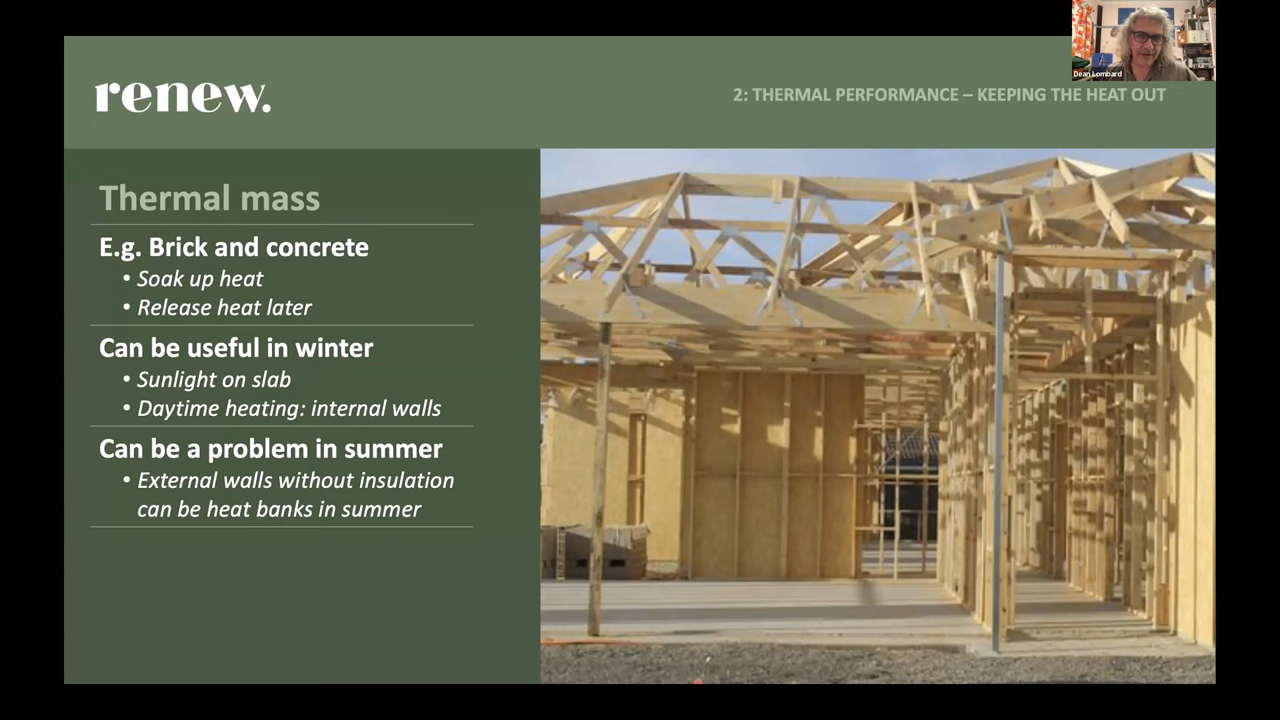 Dean Lombard
renew.
2: THERMAL PERFORMANCE – KEEPING THE HEAT OUT
Thermal mass
E.g. Brick and concrete
• Soak up heat
• Release heat later
Can be useful in winter
• Sunlight on slab
• Daytime heating: internal walls
Can be a problem in summer
• External walls without insulation
can be heat banks in summer